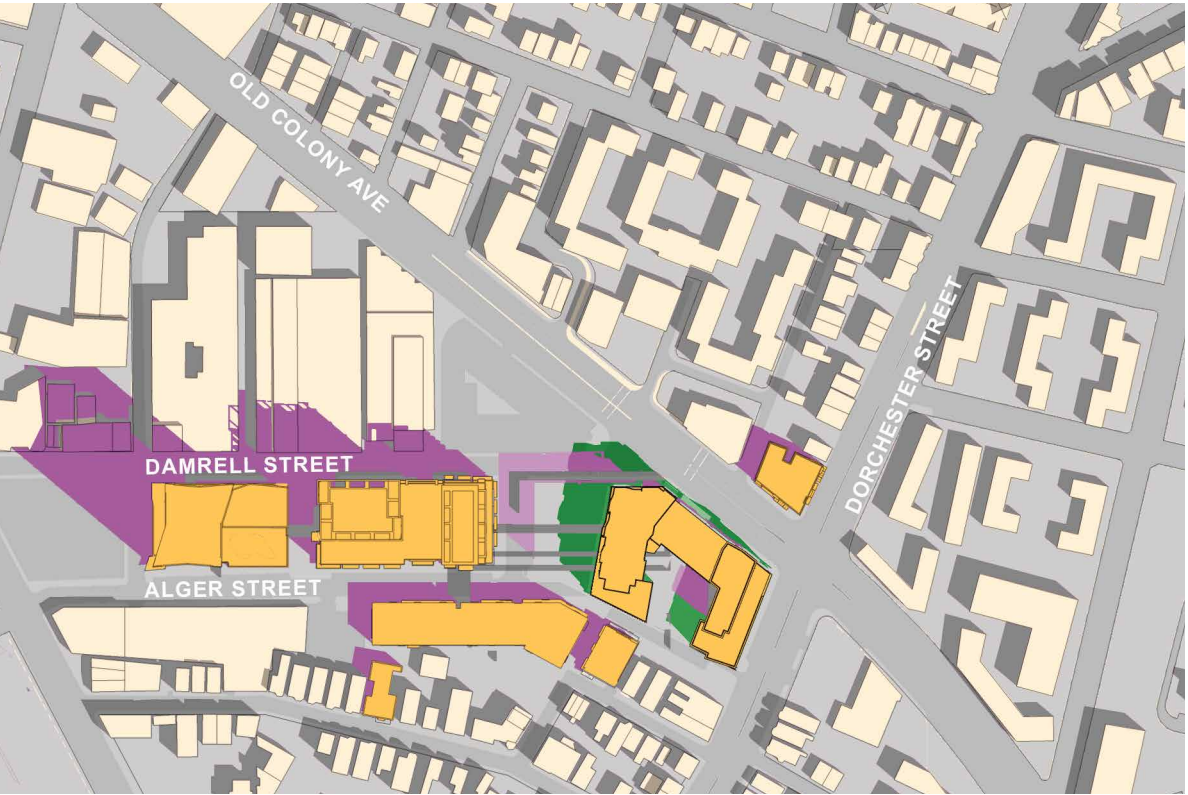 OLD COLONY AVE
DORCHESTER STREET
DAMRELL STREET
ALGER STREET